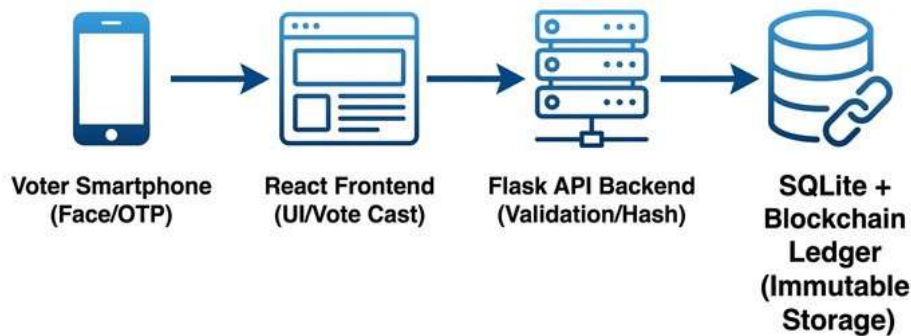 Voter Smartphone
(Face/OTP)
React Frontend
(UI/Vote Cast)
Flask API Backend
(Validation/Hash)
SQLite +
Blockchain
Ledger
(Immutable
Storage)